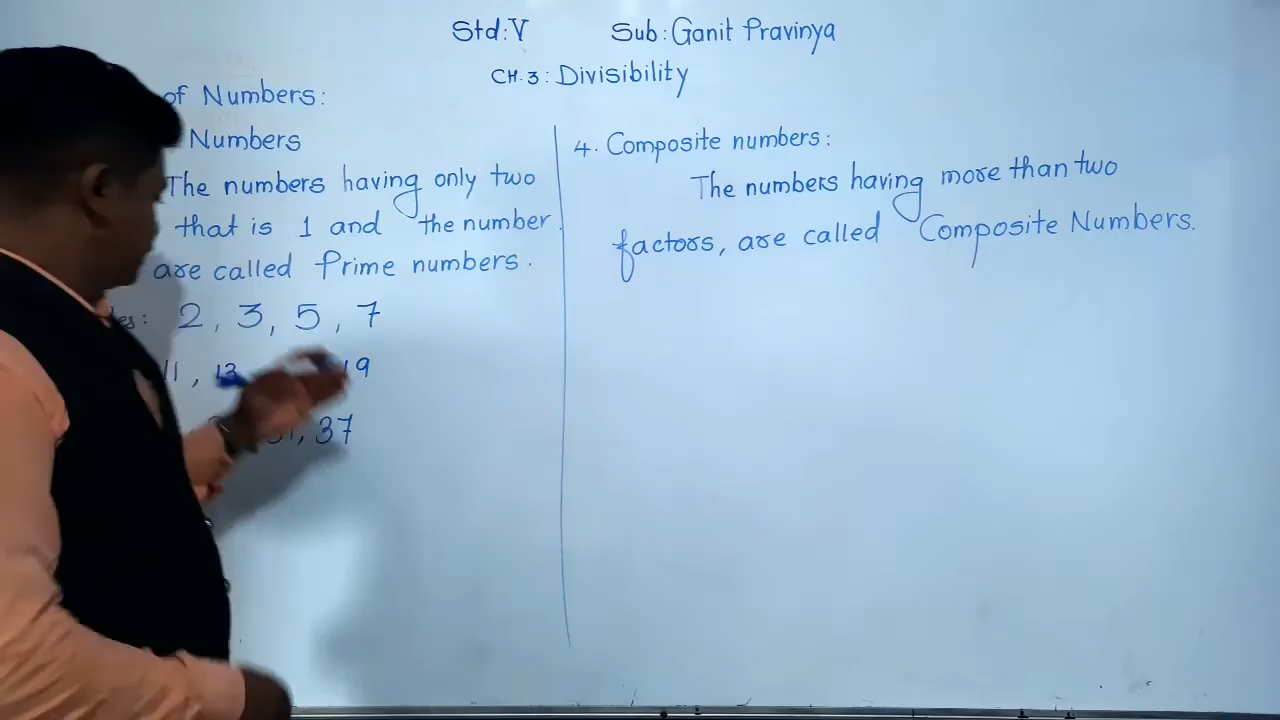 Std: V Sub: Ganit Pravinya
CH. 3: Divisibility
of Numbers:
Numbers
The numbers having only two
that is 1 and the number
are called Prime numbers.
2, 3, 5, 7
11, 13 19
37
4. Composite numbers:
The numbers having more than two
factors, are called Composite Numbers.